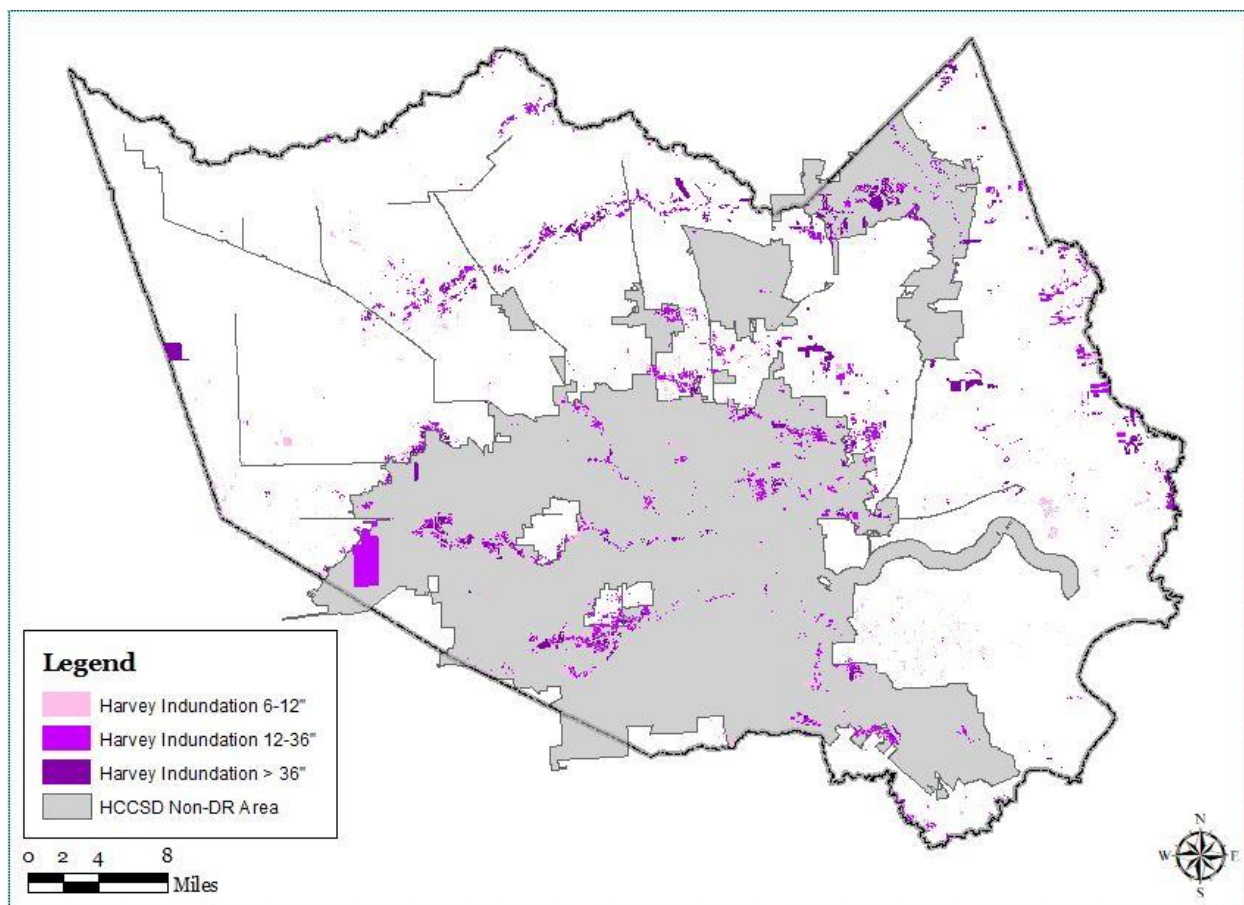 Legend
Harvey Indundation 6-12"
Harvey Indundation 12-36"
Harvey Indundation > 36"
HCCSD Non-DR Area
0 2 4 8
Miles
N
W E
S